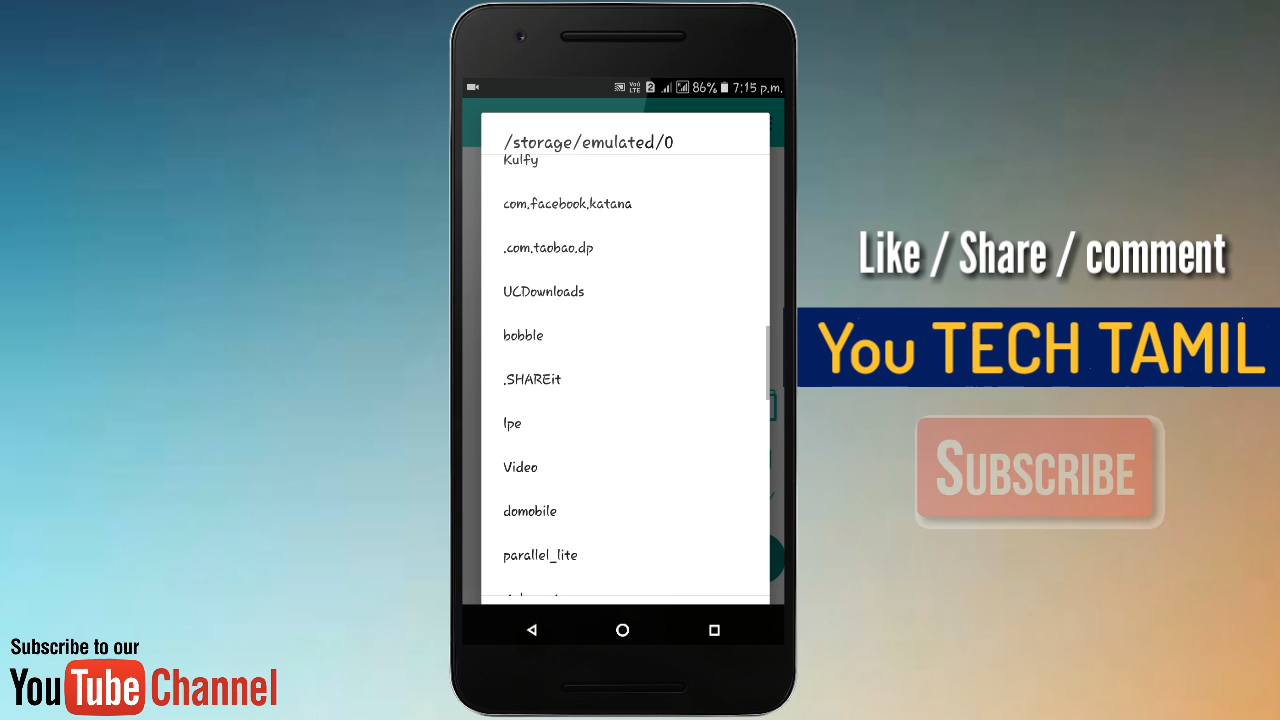 VoLTE 2 86% 7:15 p.m.
/storage/emulated/0
Kulfy
com.facebook.katana
.com.taobao.dp
UCDownloads
bobble
.SHAREit
lpe
Video
domobile
parallel_lite
Like / Share / comment
You TECH TAMIL
SUBSCRIBE
Subscribe to our
YouTube Channel